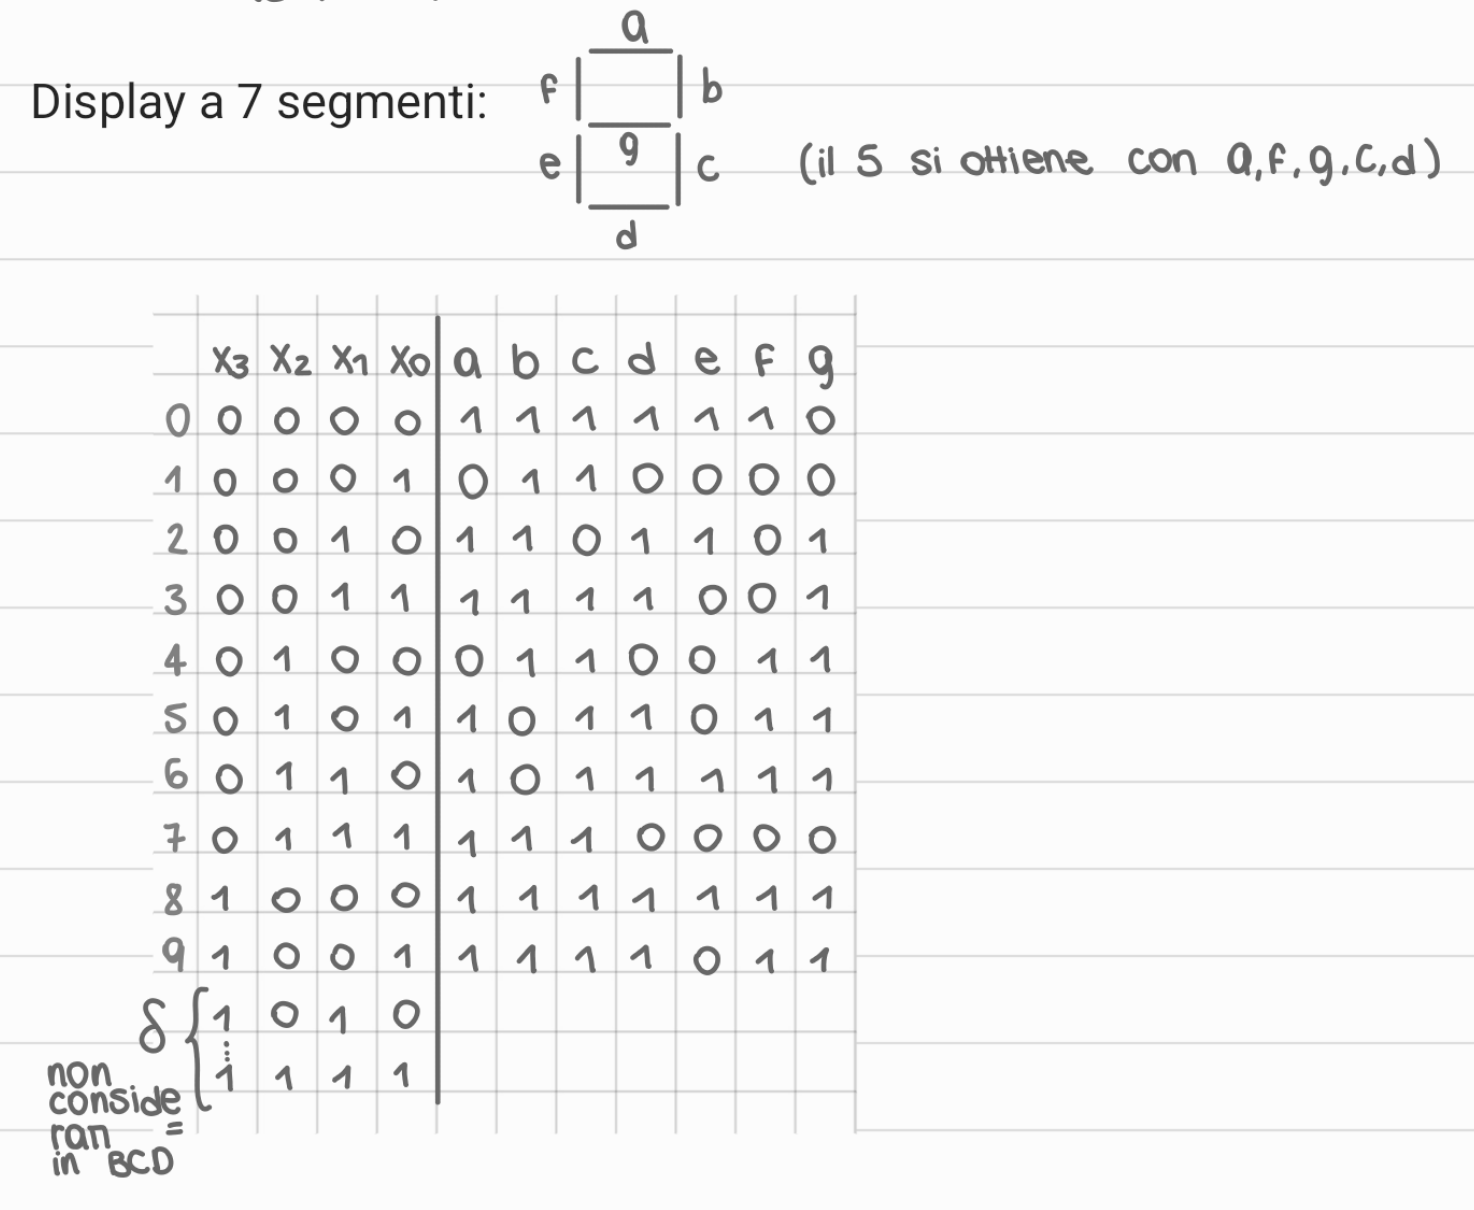 a
Display a 7 segmenti: f b
e g c (il 5 si ottiene con a,f,g,c,d)
d
x3 x2 x1 x0 a b c d e f g
0 0 0 0 0 1 1 1 1 1 1 0
1 0 0 0 1 0 1 1 0 0 0 0
2 0 0 1 0 1 1 0 1 1 0 1
3 0 0 1 1 1 1 1 1 0 0 1
4 0 1 0 0 0 1 1 0 0 1 1
5 0 1 0 1 1 0 1 1 0 1 1
6 0 1 1 0 1 0 1 1 1 1 1
7 0 1 1 1 1 1 1 0 0 0 0
8 1 0 0 0 1 1 1 1 1 1 1
9 1 0 0 1 1 1 1 1 0 1 1
δ { 1 0 1 0
⋮
1 1 1 1
non
conside
ran =
in BCD